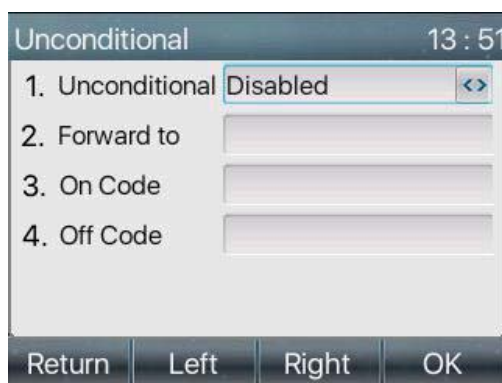 Unconditional 13 : 51
1. Unconditional Disabled <>
2. Forward to
3. On Code
4. Off Code
Return Left Right OK